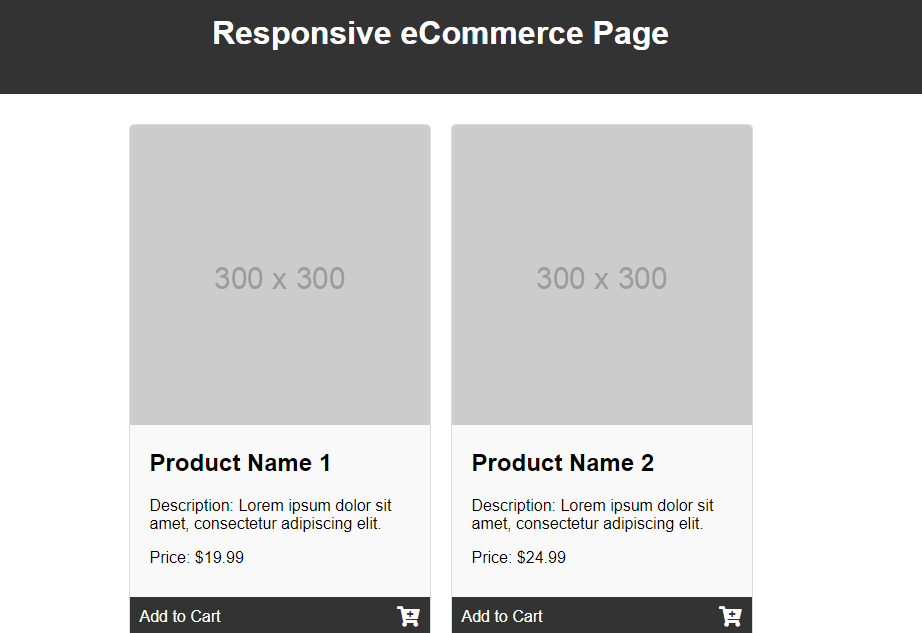 Responsive eCommerce Page
300 x 300
300 x 300
Product Name 1
Description: Lorem ipsum dolor sit
amet, consectetur adipiscing elit.
Price: $19.99
Add to Cart
Product Name 2
Description: Lorem ipsum dolor sit
amet, consectetur adipiscing elit.
Price: $24.99
Add to Cart